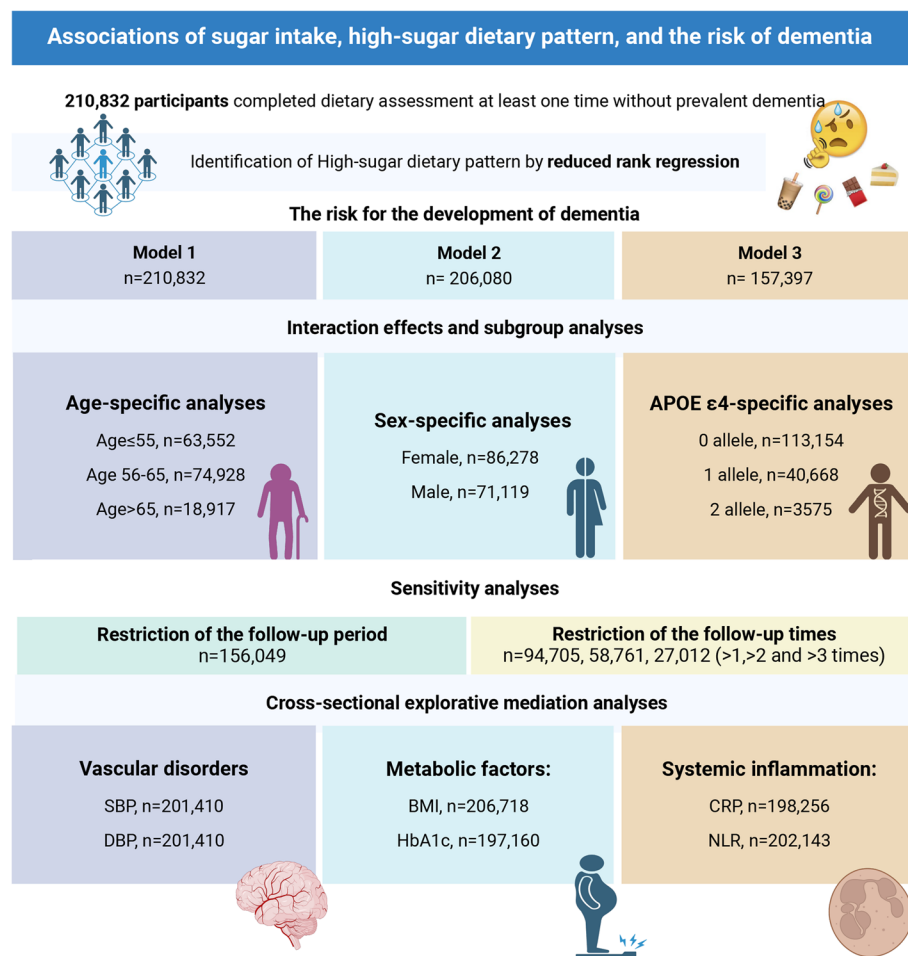 Associations of sugar intake, high-sugar dietary pattern, and the risk of dementia
210,832 participants completed dietary assessment at least one time without prevalent dementia
Identification of High-sugar dietary pattern by reduced rank regression
The risk for the development of dementia
Model 1
n=210,832
Model 2
n= 206,080
Model 3
n= 157,397
Interaction effects and subgroup analyses
Age-specific analyses
Age≤55, n=63,552
Age 56-65, n=74,928
Age>65, n=18,917
Sex-specific analyses
Female, n=86,278
Male, n=71,119
APOE ε4-specific analyses
0 allele, n=113,154
1 allele, n=40,668
2 allele, n=3575
Sensitivity analyses
Restriction of the follow-up period
n=156,049
Restriction of the follow-up times
n=94,705, 58,761, 27,012 (>1,>2 and >3 times)
Cross-sectional explorative mediation analyses
Vascular disorders
SBP, n=201,410
DBP, n=201,410
Metabolic factors:
BMI, n=206,718
HbA1c, n=197,160
Systemic inflammation:
CRP, n=198,256
NLR, n=202,143